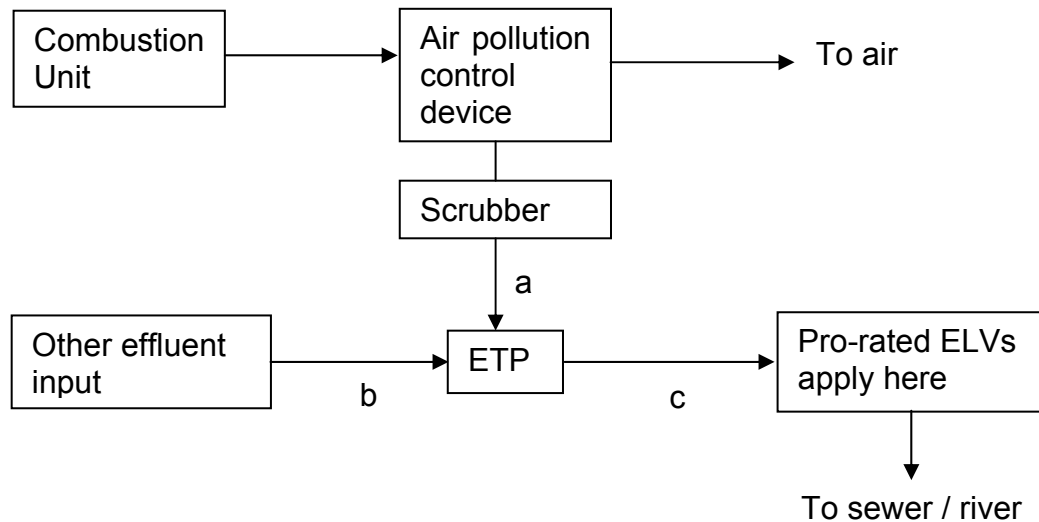 Combustion
Unit
Air pollution
control
device
To air
Scrubber
a
Other effluent
input
b
ETP
c
Pro-rated ELVs
apply here
To sewer / river